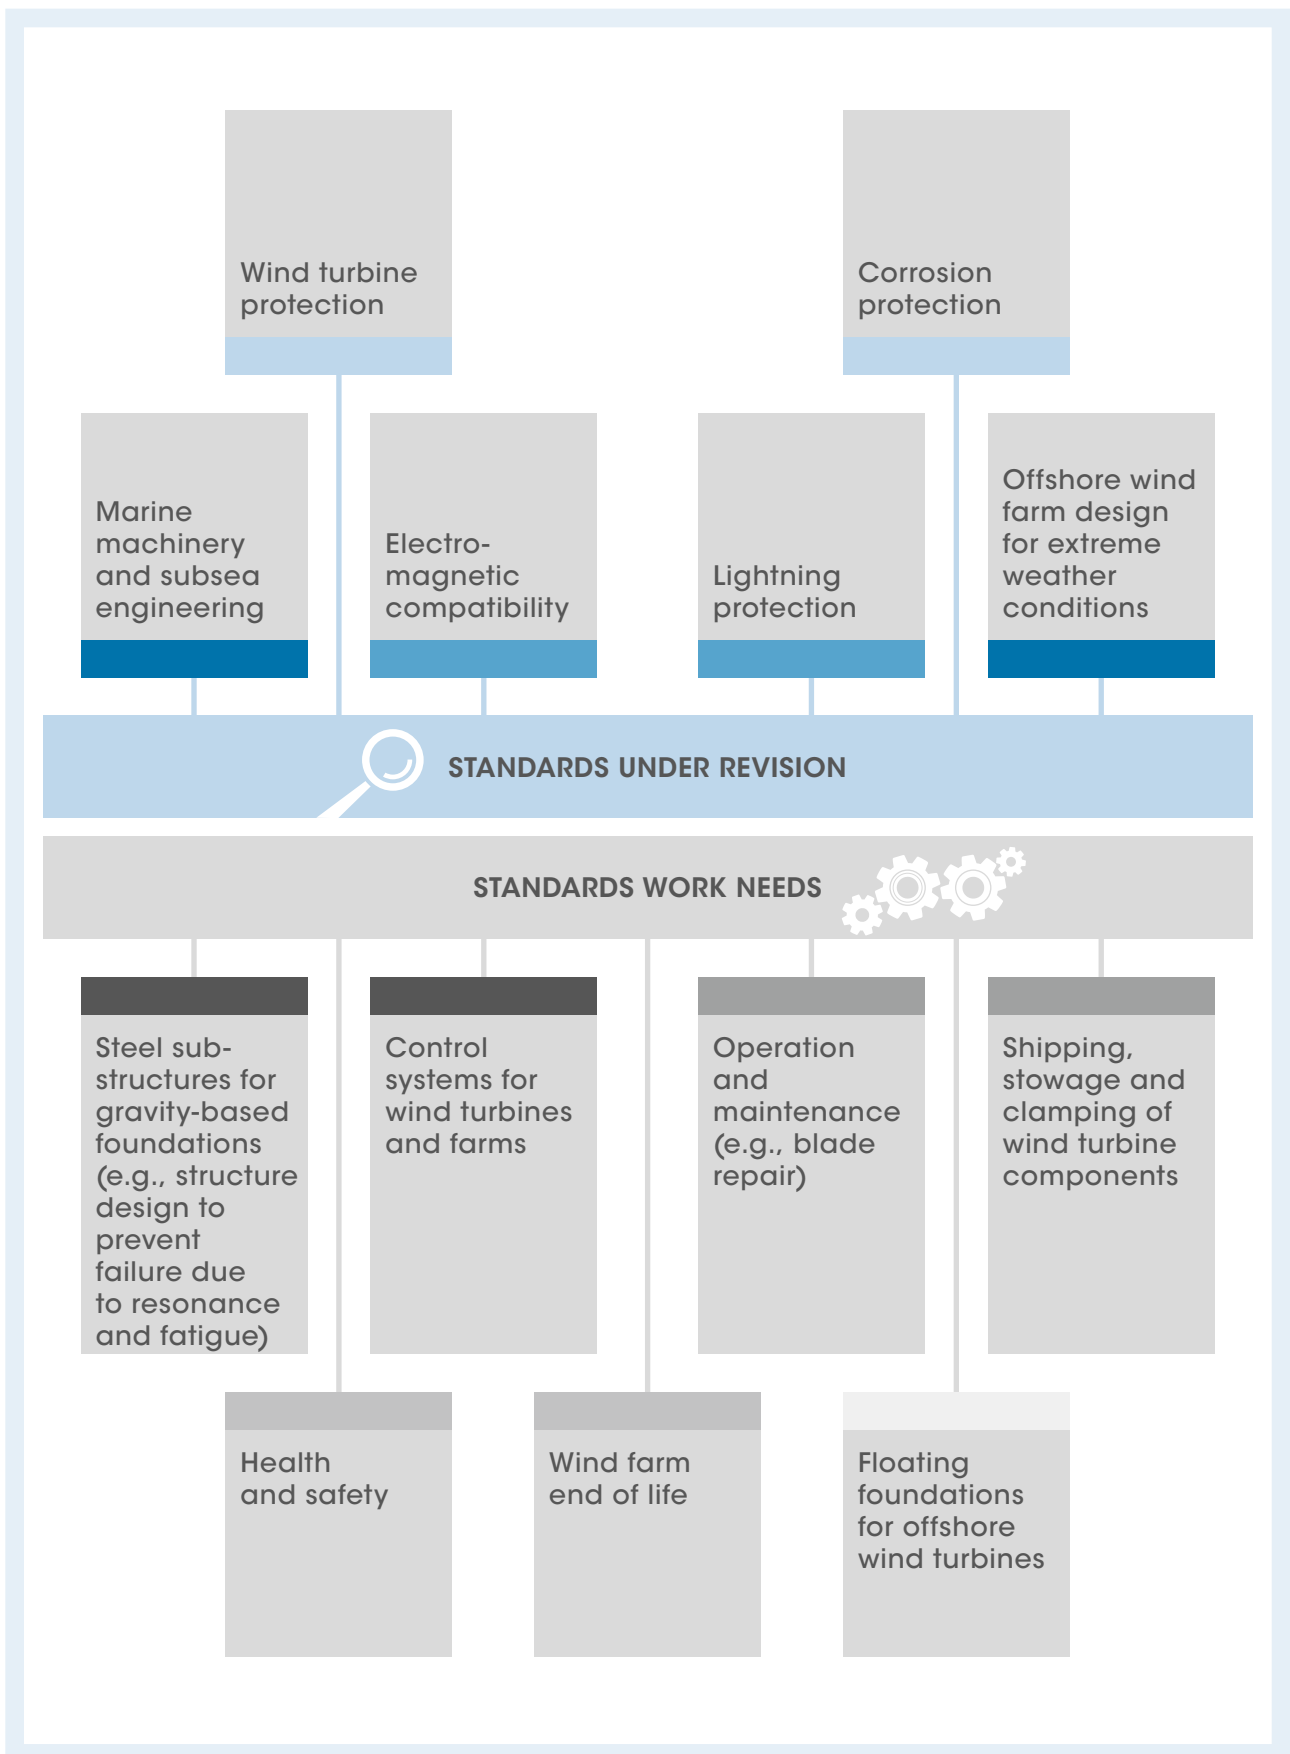 Wind turbine
protection
Corrosion
protection
Marine
machinery
and subsea
engineering
Electro-
magnetic
compatibility
Lightning
protection
Offshore wind
farm design
for extreme
weather
conditions
STANDARDS UNDER REVISION
STANDARDS WORK NEEDS
Steel sub-
structures for
gravity-based
foundations
(e.g., structure
design to
prevent
failure due
to resonance
and fatigue)
Control
systems for
wind turbines
and farms
Operation
and
maintenance
(e.g., blade
repair)
Shipping,
stowage and
clamping of
wind turbine
components
Health
and safety
Wind farm
end of life
Floating
foundations
for offshore
wind turbines